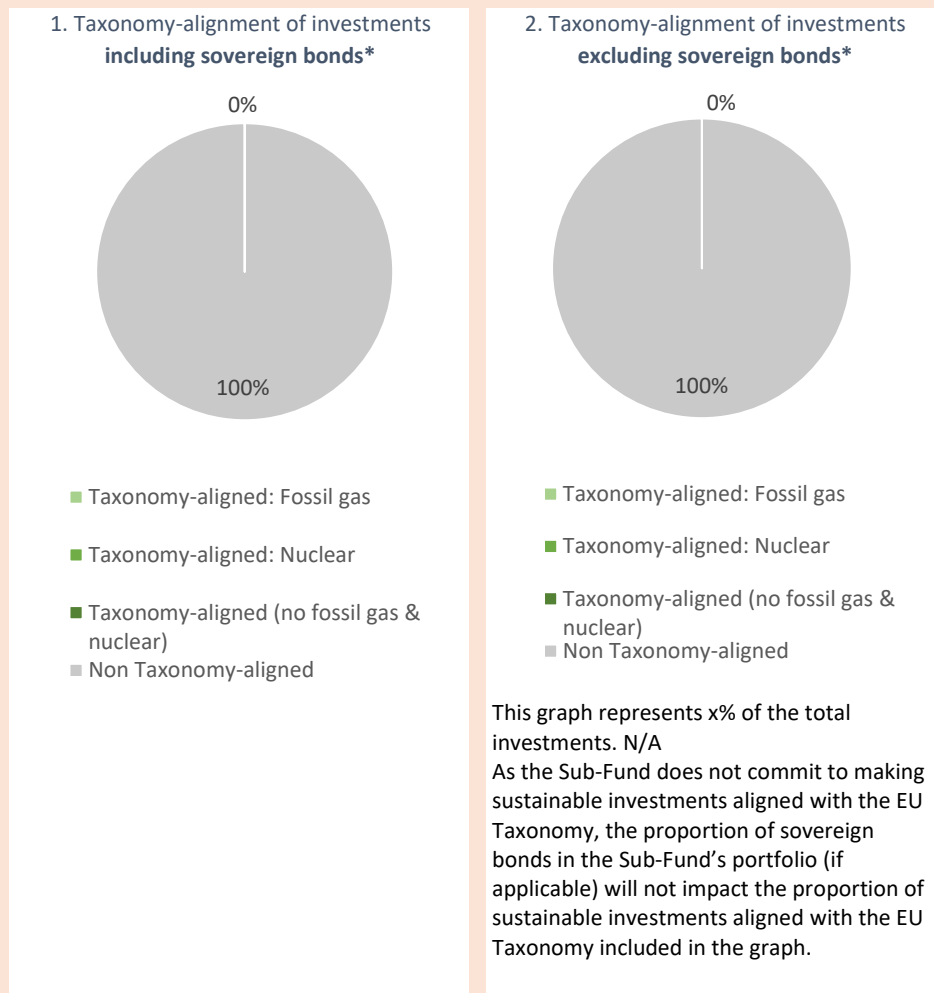 1. Taxonomy-alignment of investments
including sovereign bonds*
0%
100%
■ Taxonomy-aligned: Fossil gas
■ Taxonomy-aligned: Nuclear
■ Taxonomy-aligned (no fossil gas &
nuclear)
■ Non Taxonomy-aligned
2. Taxonomy-alignment of investments
excluding sovereign bonds*
0%
100%
■ Taxonomy-aligned: Fossil gas
■ Taxonomy-aligned: Nuclear
■ Taxonomy-aligned (no fossil gas &
nuclear)
■ Non Taxonomy-aligned
This graph represents x% of the total
investments. N/A
As the Sub-Fund does not commit to making
sustainable investments aligned with the EU
Taxonomy, the proportion of sovereign
bonds in the Sub-Fund’s portfolio (if
applicable) will not impact the proportion of
sustainable investments aligned with the EU
Taxonomy included in the graph.